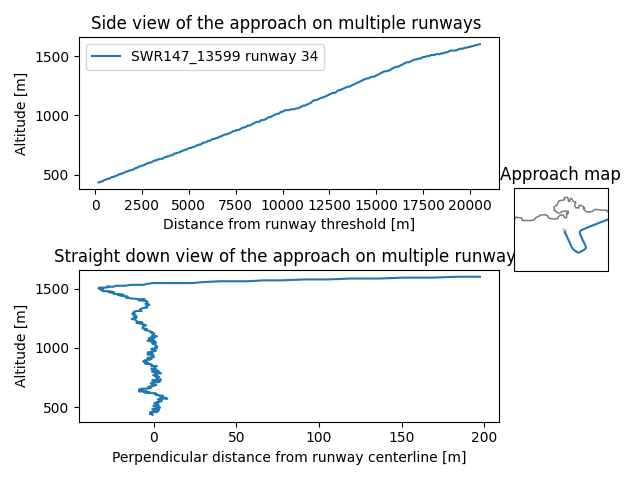 Side view of the approach on multiple runways
SWR147_13599 runway 34
1500
1000
500
Altitude [m]
0 2500 5000 7500 10000 12500 15000 17500 20000
Distance from runway threshold [m]
Approach map
Straight down view of the approach on multiple runway
1500
1000
500
Altitude [m]
0 50 100 150 200
Perpendicular distance from runway centerline [m]